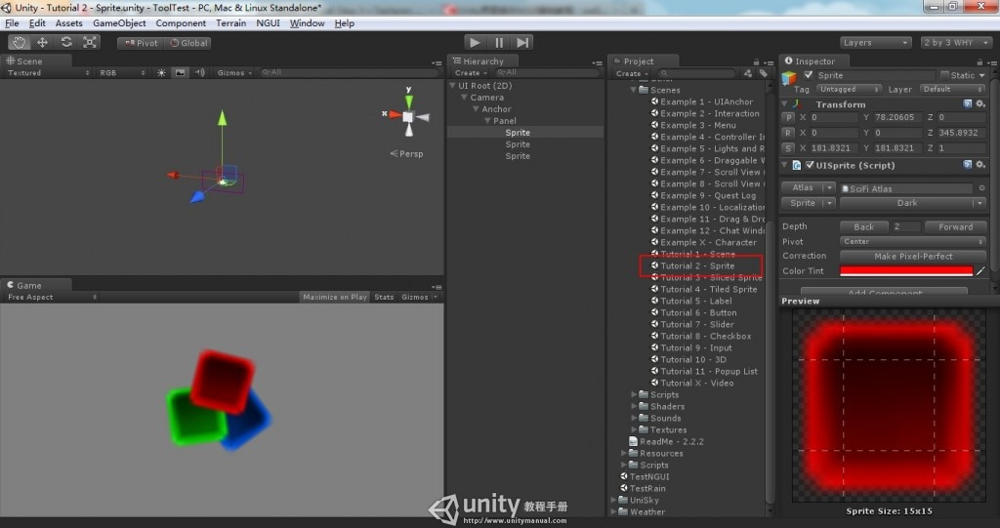 Unity - Tutorial 2 - Sprite.unity - ToolTest - PC, Mac & Linux Standalone*
File Edit Assets GameObject Component Terrain NGUI Window Help
Pivot Global Layers 2 by 3 WHY
Scene
Textured RGB Gizmos All
y
x
Persp
Game
Free Aspect Maximize on Play Stats Gizmos
Hierarchy
Create All
UI Root (2D)
Camera
Anchor
Panel
Sprite
Sprite
Sprite
Project
Create
Scenes
Example 1 - UIAnchor
Example 2 - Interaction
Example 3 - Menu
Example 4 - Controller In
Example 5 - Lights and R
Example 6 - Draggable W
Example 7 - Scroll View (
Example 8 - Scroll View (
Example 9 - Quest Log
Example 10 - Localization
Example 11 - Drag & Dro
Example 12 - Chat Windo
Example X - Character
Tutorial 1 - Scene
Tutorial 2 - Sprite
Tutorial 3 - Sliced Sprite
Tutorial 4 - Tiled Sprite
Tutorial 5 - Label
Tutorial 6 - Button
Tutorial 7 - Slider
Tutorial 8 - Checkbox
Tutorial 9 - Input
Tutorial 10 - 3D
Tutorial 11 - Popup List
Tutorial X - Video
Scripts
Shaders
Sounds
Textures
ReadMe - 2.2.2
Resources
Scripts
TestNGUI
TestRain
UniSky
Weather
Inspector
Sprite Static
Tag Untagged Layer Default
Transform
P X 0 Y 78.20605 Z 0
R X 0 Y 0 Z 345.8932
S X 181.8321 Y 181.8321 Z 1
UISprite (Script)
Atlas SciFi Atlas
Sprite Dark
Depth Back 2 Forward
Pivot Center
Correction Make Pixel-Perfect
Color Tint
Add Component
Preview
Sprite Size: 15x15
unity 教程手册
http://www.unitymanual.com